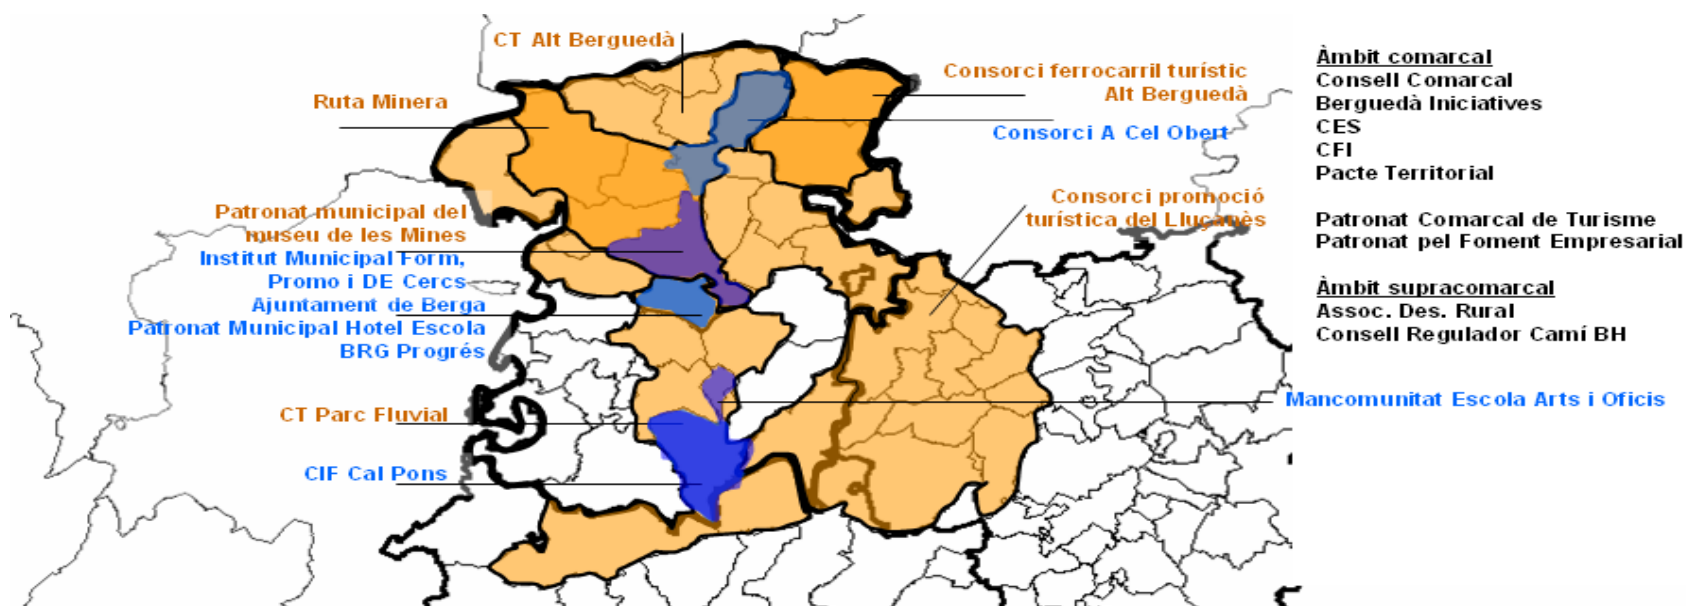 CT Alt Berguedà
Consorci ferrocarril turístic
Alt Berguedà
Ruta Minera
Consorci A Cel Obert
Patronat municipal del
museu de les Mines
Institut Municipal Form,
Promo i DE Cercs
Ajuntament de Berga
Patronat Municipal Hotel Escola
BRG Progrés
Consorci promoció
turística del Lluçanès
CT Parc Fluvial
CIF Cal Pons
Mancomunitat Escola Arts i Oficis
Àmbit comarcal
Consell Comarcal
Berguedà Iniciatives
CES
CFI
Pacte Territorial
Patronat Comarcal de Turisme
Patronat pel Foment Empresarial
Àmbit supracomarcal
Assoc. Des. Rural
Consell Regulador Camí BH